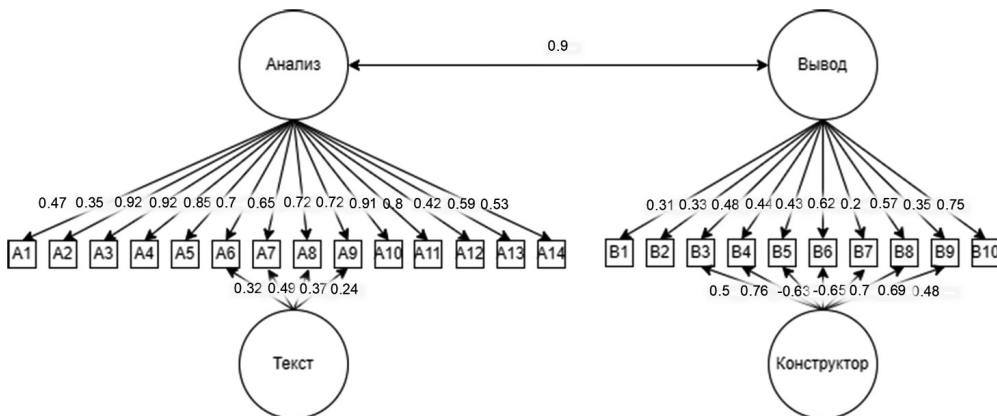 0.9
Анализ
Вывод
0.47 0.35 0.92 0.92 0.85 0.7 0.65 0.72 0.72 0.91 0.8 0.42 0.59 0.53
0.31 0.33 0.48 0.44 0.43 0.62 0.2 0.57 0.35 0.75
A1 A2 A3 A4 A5 A6 A7 A8 A9 A10 A11 A12 A13 A14
B1 B2 B3 B4 B5 B6 B7 B8 B9 B10
0.32 0.49 0.37 0.24
0.5 0.76 -0.63 -0.65 0.7 0.69 0.48
Текст
Конструктор